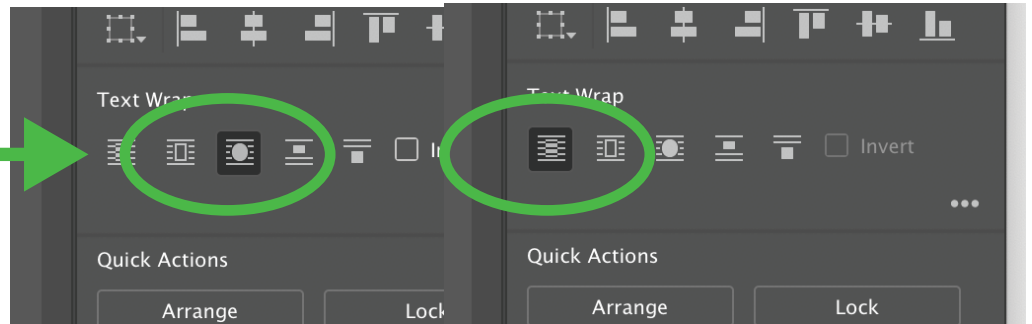 Text Wrap
Text Wrap
Invert
Quick Actions
Quick Actions
Arrange
Lock
Arrange
Lock